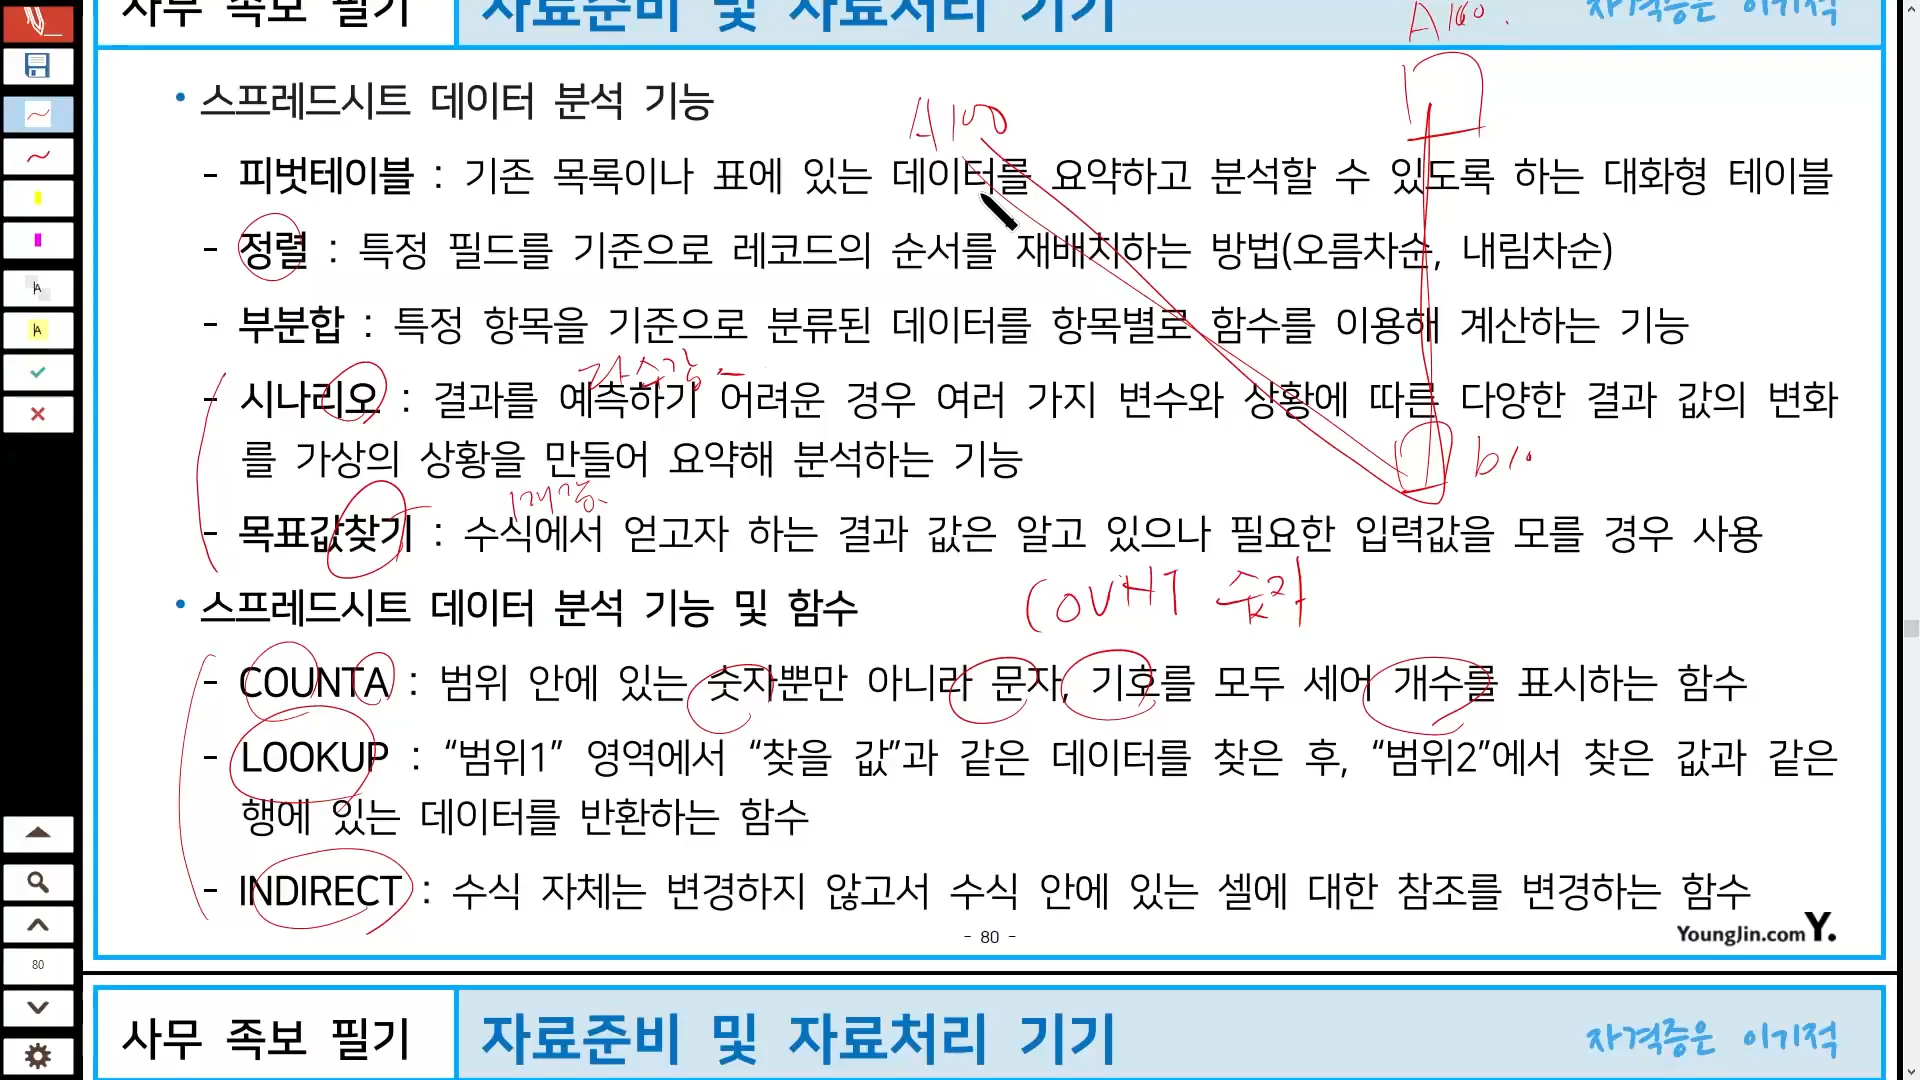 사무 족보 필기 자료준비 및 자료처리 기기 자격증은 이기적
A100
• 스프레드시트 데이터 분석 기능
A100
- 피벗테이블 : 기존 목록이나 표에 있는 데이터를 요약하고 분석할 수 있도록 하는 대화형 테이블
- 정렬 : 특정 필드를 기준으로 레코드의 순서를 재배치하는 방법(오름차순, 내림차순)
- 부분합 : 특정 항목을 기준으로 분류된 데이터를 항목별로 함수를 이용해 계산하는 기능
- 시나리오 : 결과를 예측하기 어려운 경우 여러 가지 변수와 상황에 따른 다양한 결과 값의 변화
를 가상의 상황을 만들어 요약해 분석하는 기능
- 목표값찾기 : 수식에서 얻고자 하는 결과 값은 알고 있으나 필요한 입력값을 모를 경우 사용
• 스프레드시트 데이터 분석 기능 및 함수
COUNT 숫자
- COUNTA : 범위 안에 있는 숫자뿐만 아니라 문자, 기호를 모두 세어 개수를 표시하는 함수
- LOOKUP : “범위1” 영역에서 “찾을 값”과 같은 데이터를 찾은 후, “범위2”에서 찾은 값과 같은
행에 있는 데이터를 반환하는 함수
- INDIRECT : 수식 자체는 변경하지 않고서 수식 안에 있는 셀에 대한 참조를 변경하는 함수
- 80 -
YoungJin.com Y.
80
사무 족보 필기 자료준비 및 자료처리 기기 자격증은 이기적